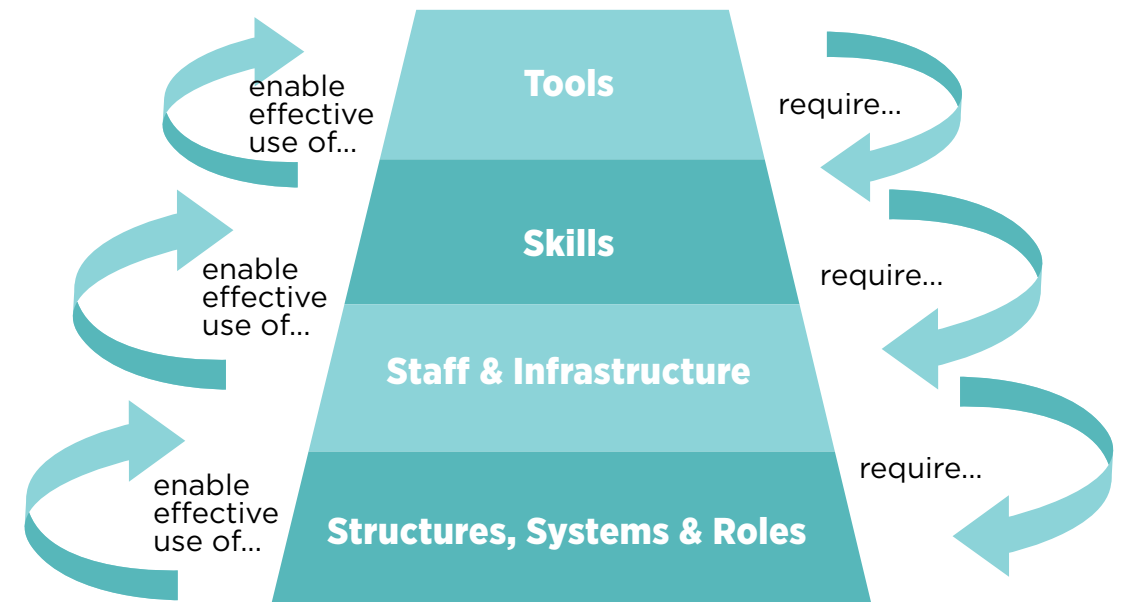 Tools
enable
effective
use of...
require...
Skills
enable
effective
use of...
require...
Staff & Infrastructure
enable
effective
use of...
require...
Structures, Systems & Roles